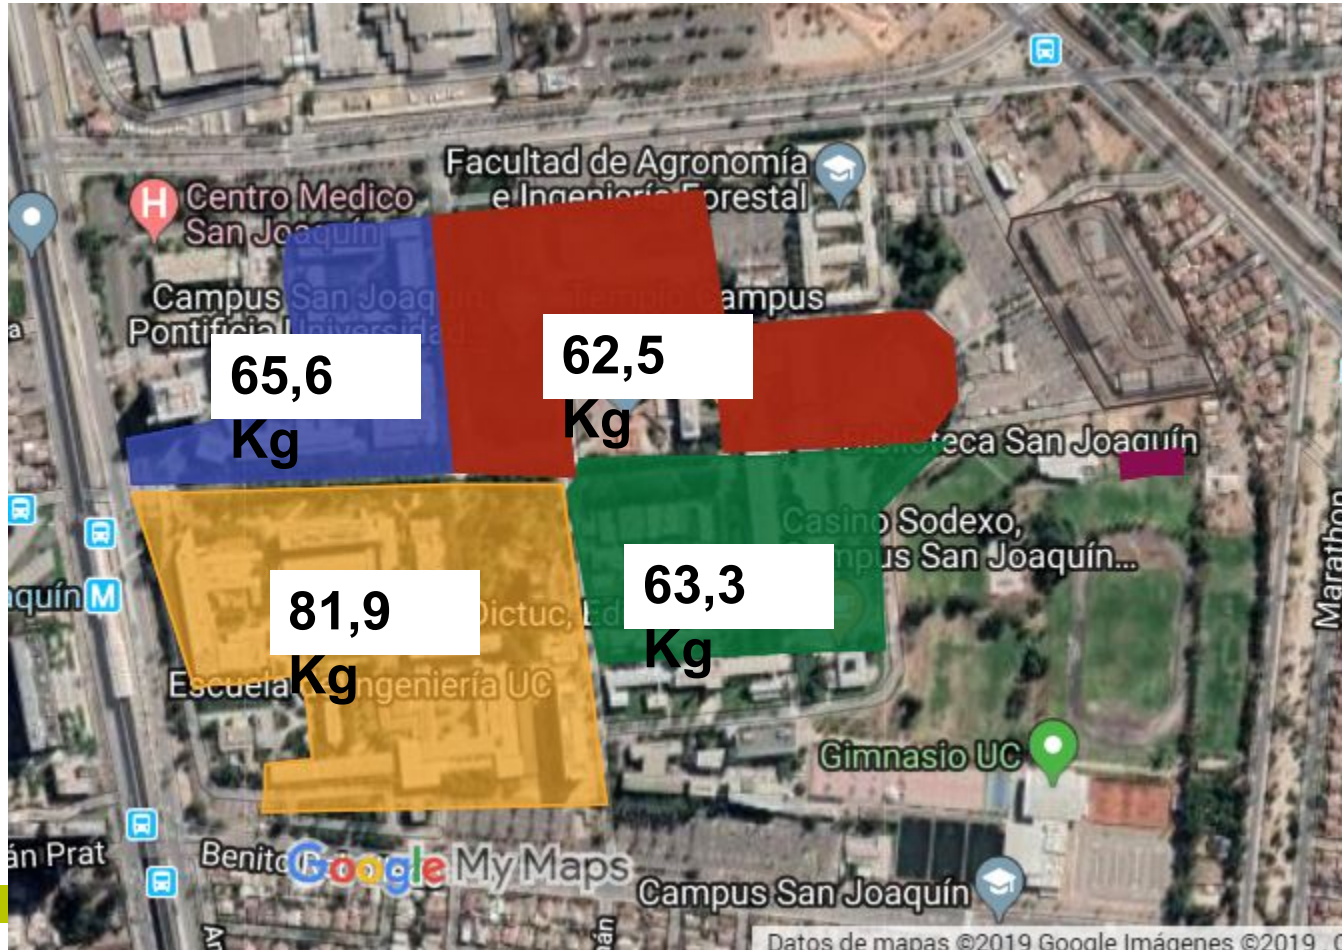 Facultad de Agronomía
e Ingeniería Forestal
Centro Medico
San Joaquín
Campus San Joaquín
Pontificia Universidad
Templo Campus
65,6
Kg
62,5
Kg
Biblioteca San Joaquín
Casino Sodexo,
Campus San Joaquín...
Marathon
aquín
M
81,9
Kg
Dictuc, Ed
63,3
Kg
Escuela Ingeniería UC
Gimnasio UC
án Prat
Benito
Google My Maps
Campus San Joaquín
án
Datos de mapas ©2019 Google Imágenes ©2019